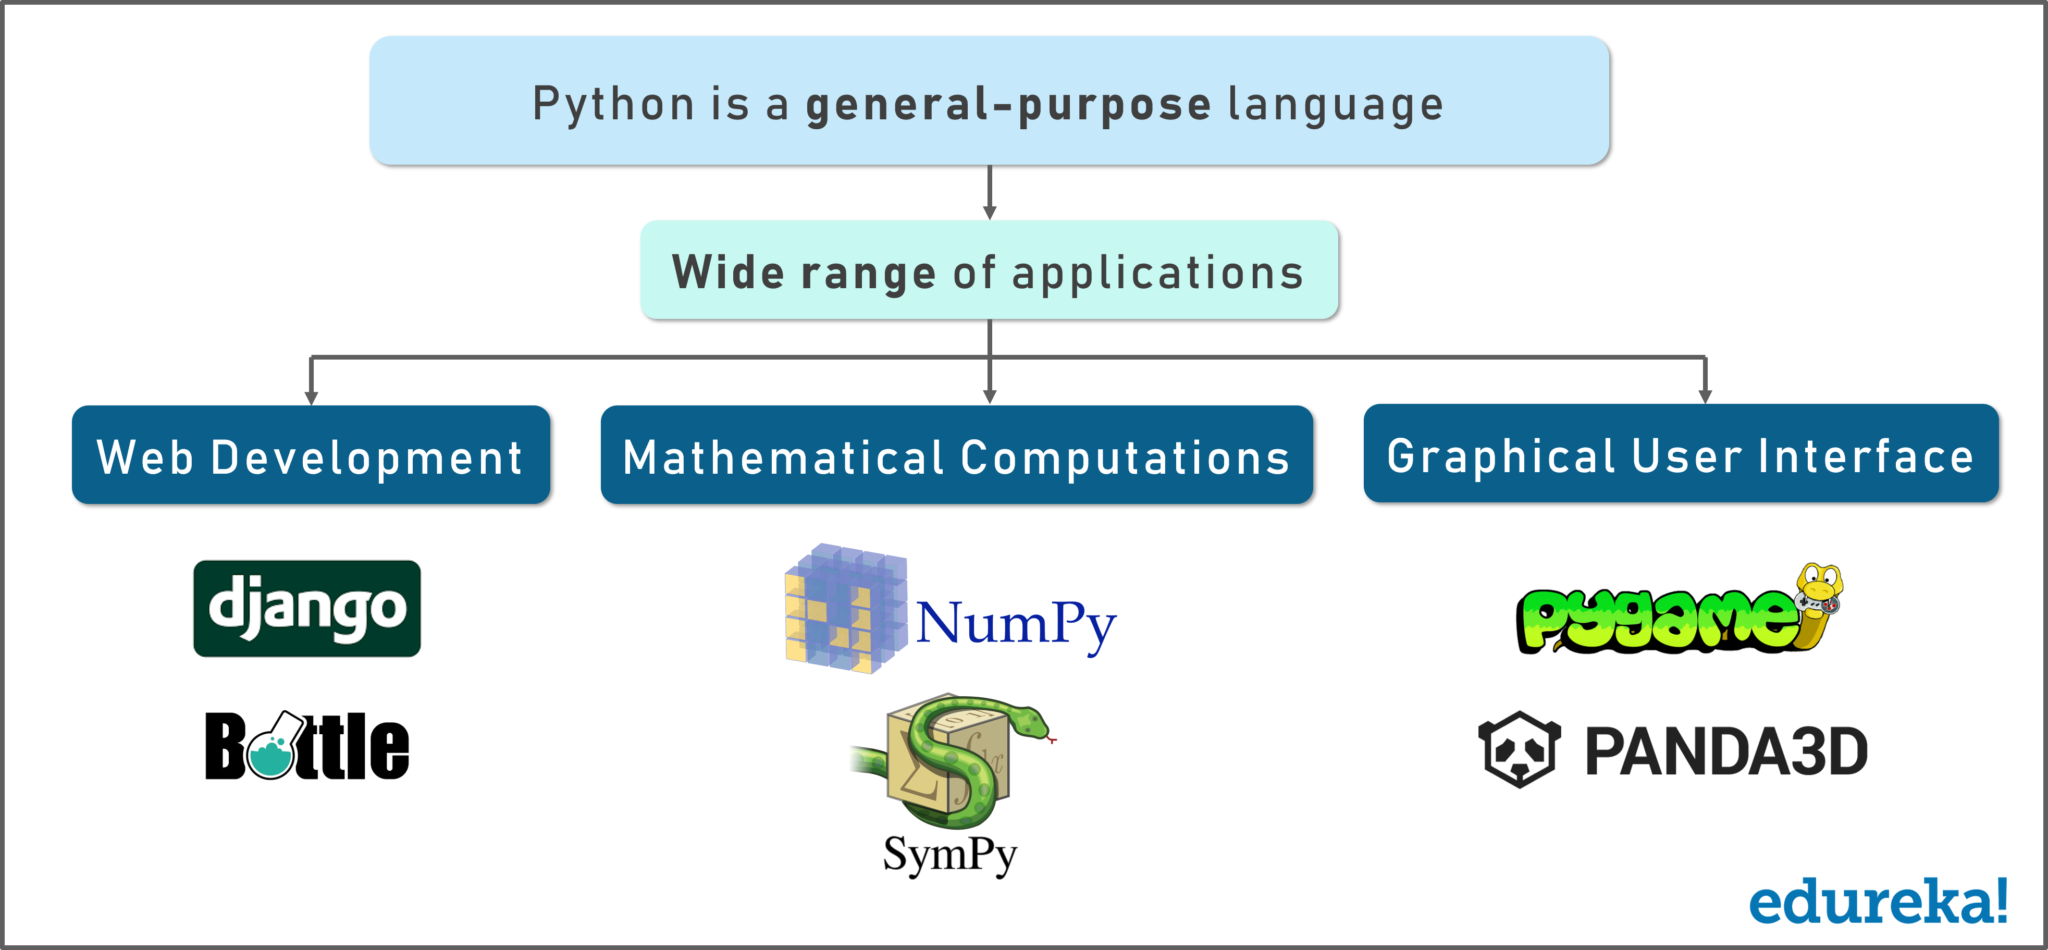 Python is a general-purpose language
Wide range of applications
Web Development
Mathematical Computations
Graphical User Interface
django
NumPy
pygame
Bottle
SymPy
PANDA3D
edureka!